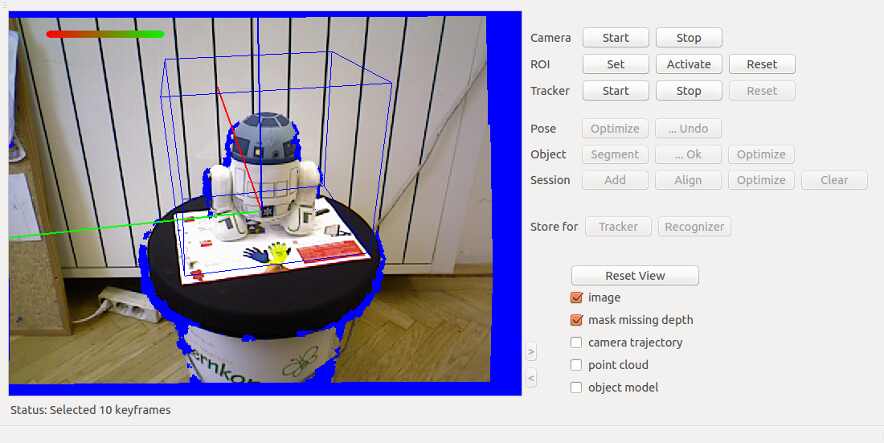 Camera Start Stop
ROI Set Activate Reset
Tracker Start Stop Reset
Pose Optimize ... Undo
Object Segment ... Ok Optimize
Session Add Align Optimize Clear
Store for Tracker Recognizer
Reset View
image
mask missing depth
camera trajectory
point cloud
object model
>
<
Status: Selected 10 keyframes